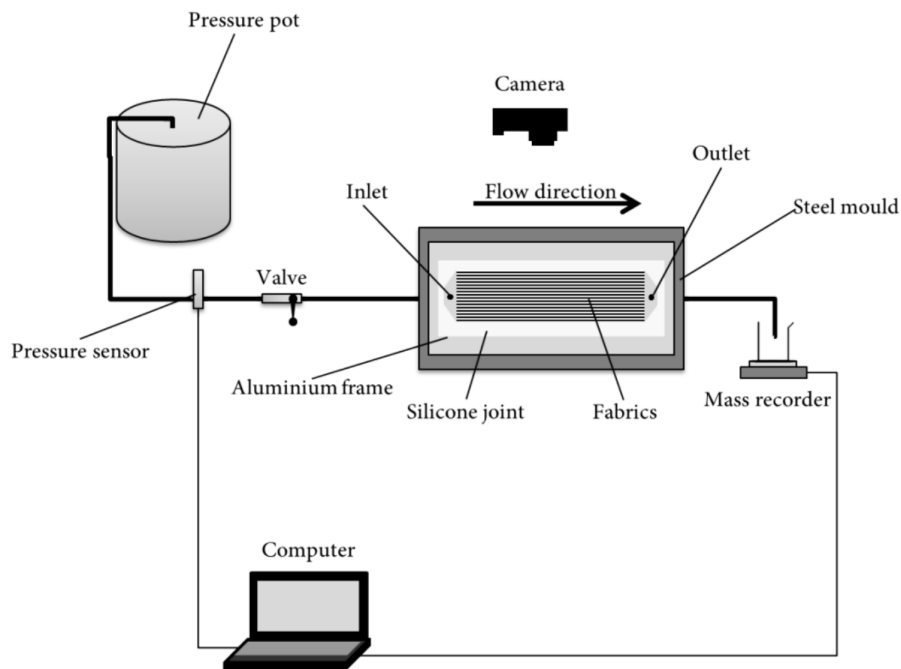 Pressure pot
Camera
Outlet
Inlet
Flow direction
Steel mould
Valve
Pressure sensor
Aluminium frame
Silicone joint
Fabrics
Mass recorder
Computer